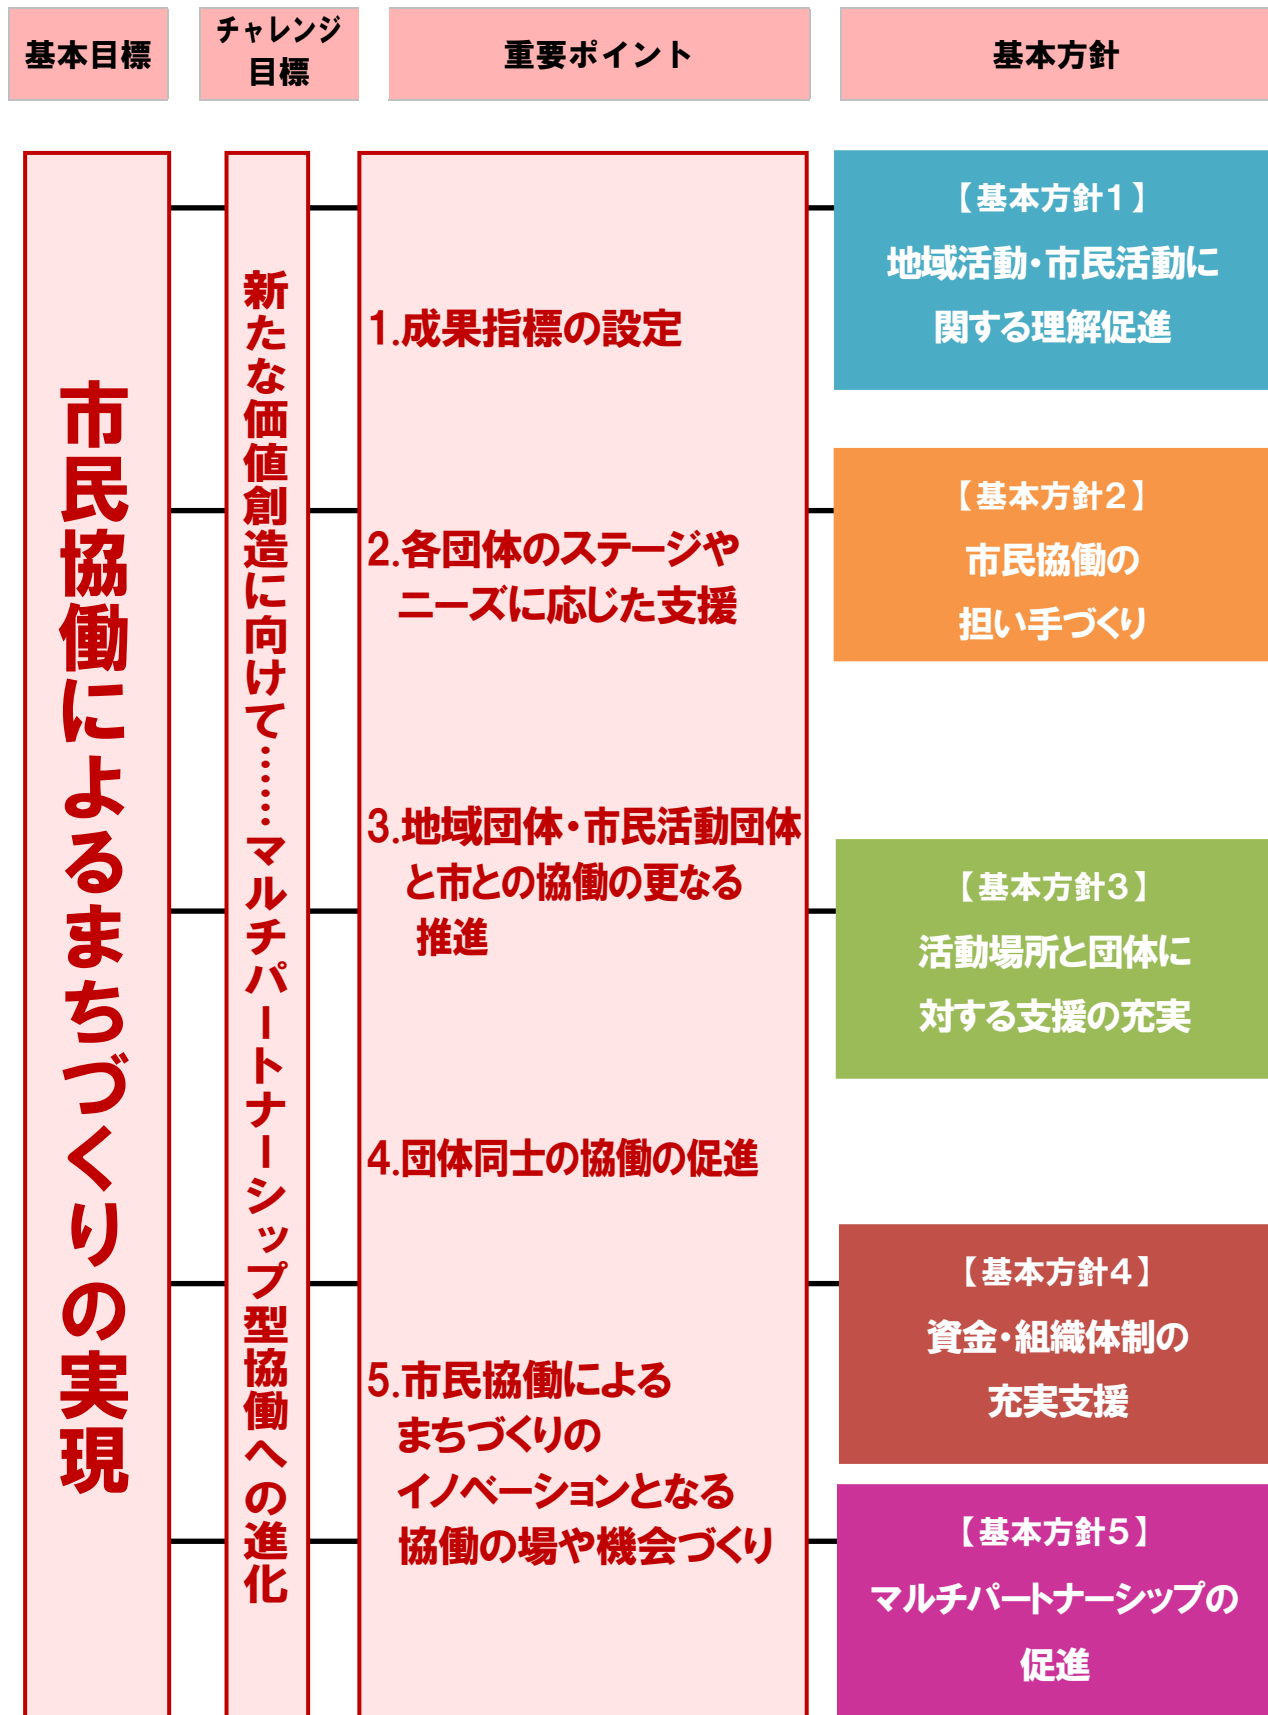 基本目標
チャレンジ
目標
重要ポイント
基本方針
市民協働によるまちづくりの実現
新たな価値創造に向けて……マルチパートナーシップ型協働への進化
1.成果指標の設定
2.各団体のステージや
ニーズに応じた支援
3.地域団体・市民活動団体
と市との協働の更なる
推進
4.団体同士の協働の促進
5.市民協働による
まちづくりの
イノベーションとなる
協働の場や機会づくり
【基本方針1】
地域活動・市民活動に
関する理解促進
【基本方針2】
市民協働の
担い手づくり
【基本方針3】
活動場所と団体に
対する支援の充実
【基本方針4】
資金・組織体制の
充実支援
【基本方針5】
マルチパートナーシップの
促進